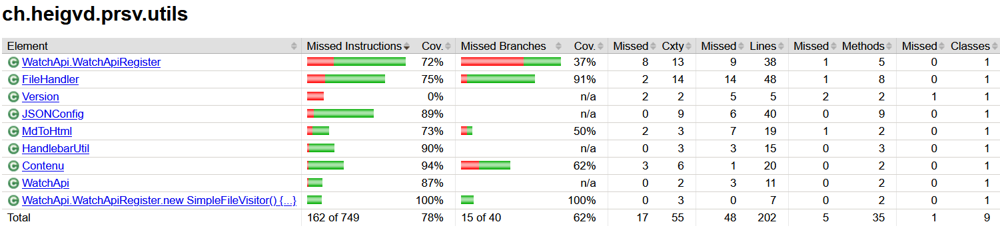 ch.heigvd.prsv.utils
Element Missed Instructions Cov. Missed Branches Cov. Missed Cxty Missed Lines Missed Methods Missed Classes
WatchApi.WatchApiRegister 72% 37% 8 13 9 38 1 5 0 1
FileHandler 75% 91% 2 14 14 48 1 8 0 1
Version 0% n/a 2 2 5 5 2 2 1 1
JSONConfig 89% n/a 0 9 6 40 0 9 0 1
MdToHtml 73% 50% 2 3 7 19 1 2 0 1
HandlebarUtil 90% n/a 0 3 3 15 0 3 0 1
Contenu 94% 62% 3 6 1 20 0 2 0 1
WatchApi 87% n/a 0 2 3 11 0 2 0 1
WatchApi.WatchApiRegister.new SimpleFileVisitor() {...} 100% 100% 0 3 0 7 0 2 0 1
Total 162 of 749 78% 15 of 40 62% 17 55 48 202 5 35 1 9